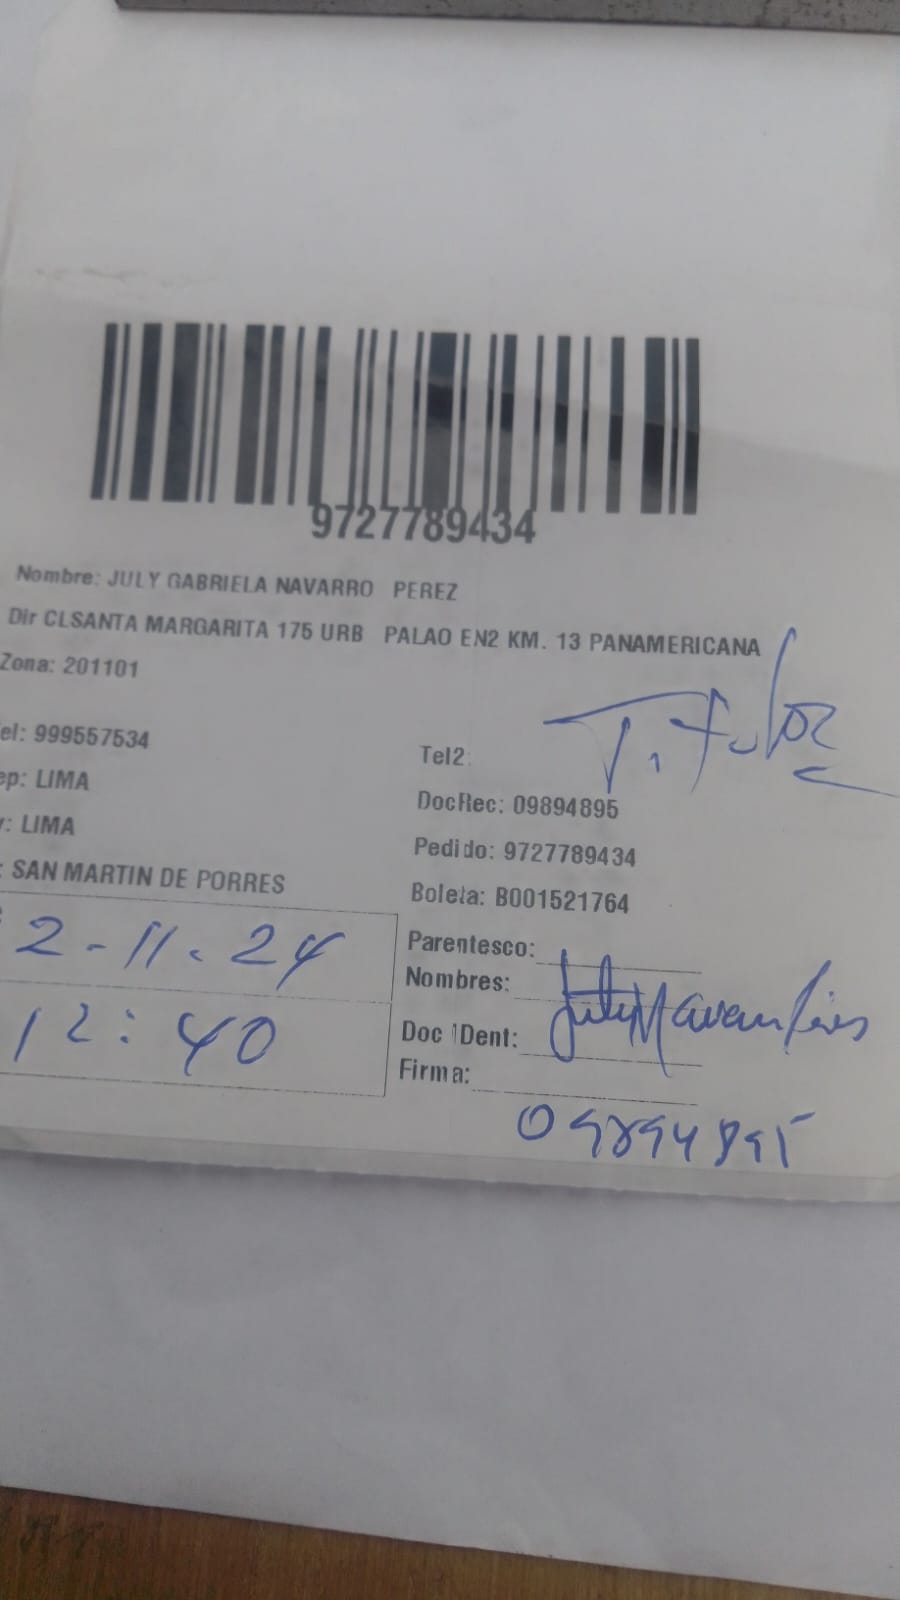 9727789434
Nombre: JULY GABRIELA NAVARRO PEREZ
Dir CLSANTA MARGARITA 175 URB PALAO EN2 KM. 13 PANAMERICANA
Zona: 201101
el: 999557534
Tel2:
ep: LIMA
DocRec: 09894895
: LIMA
Pedido: 9727789434
: SAN MARTIN DE PORRES
Boleta: B001521764
2-11-24
Parentesco:
Nombres:
12:40
Doc IDent:
Firma:
09894895